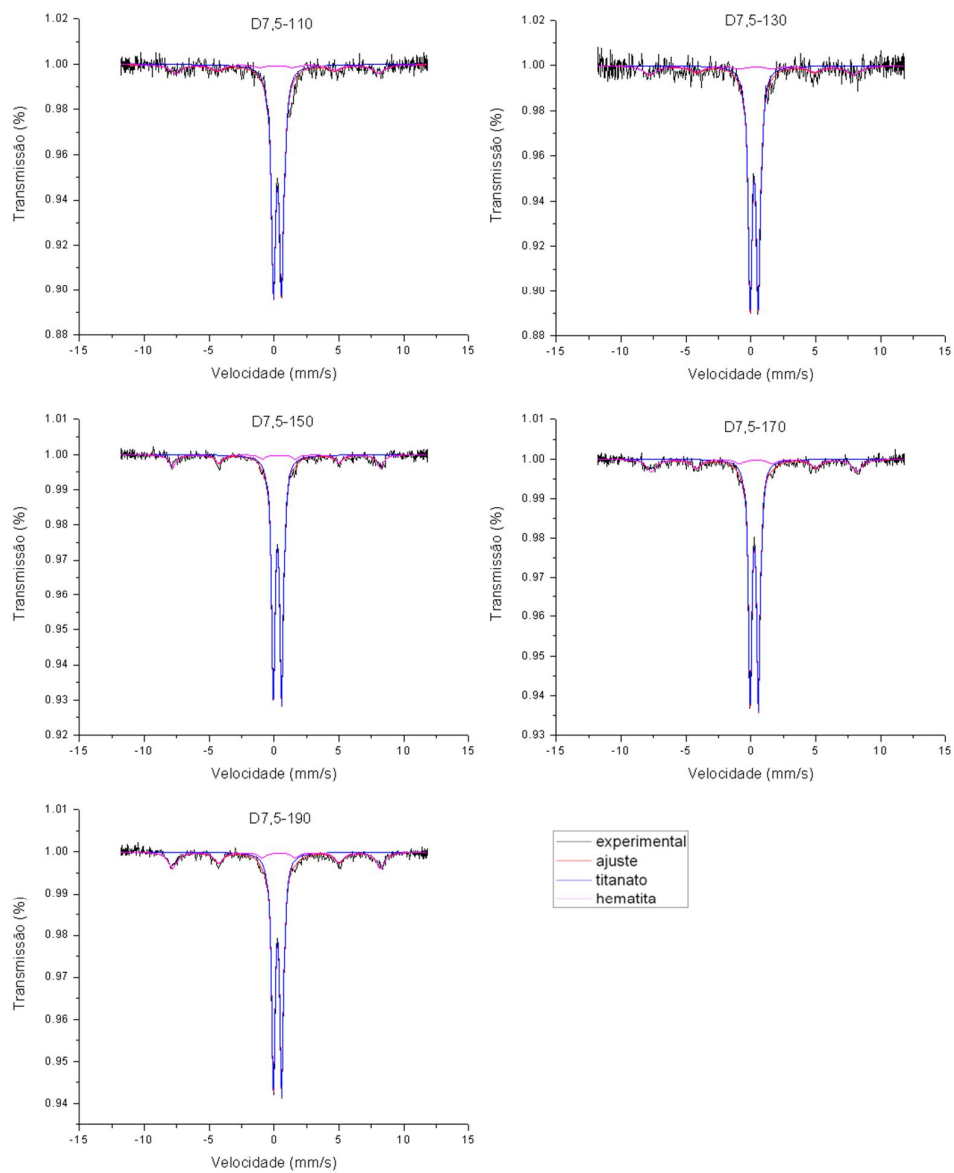 D7,5-110
1.02
1.00
0.98
0.96
0.94
0.92
0.90
0.88
Transmissão (%)
-15 -10 -5 0 5 10 15
Velocidade (mm/s)
D7,5-130
1.02
1.00
0.98
0.96
0.94
0.92
0.90
0.88
Transmissão (%)
-15 -10 -5 0 5 10 15
Velocidade (mm/s)
D7,5-150
1.01
1.00
0.99
0.98
0.97
0.96
0.95
0.94
0.93
0.92
Transmissão (%)
-15 -10 -5 0 5 10 15
Velocidade (mm/s)
D7,5-170
1.01
1.00
0.99
0.98
0.97
0.96
0.95
0.94
0.93
Transmissão (%)
-15 -10 -5 0 5 10 15
Velocidade (mm/s)
D7,5-190
1.01
1.00
0.99
0.98
0.97
0.96
0.95
0.94
Transmissão (%)
-15 -10 -5 0 5 10 15
Velocidade (mm/s)
experimental
ajuste
titanato
hematita